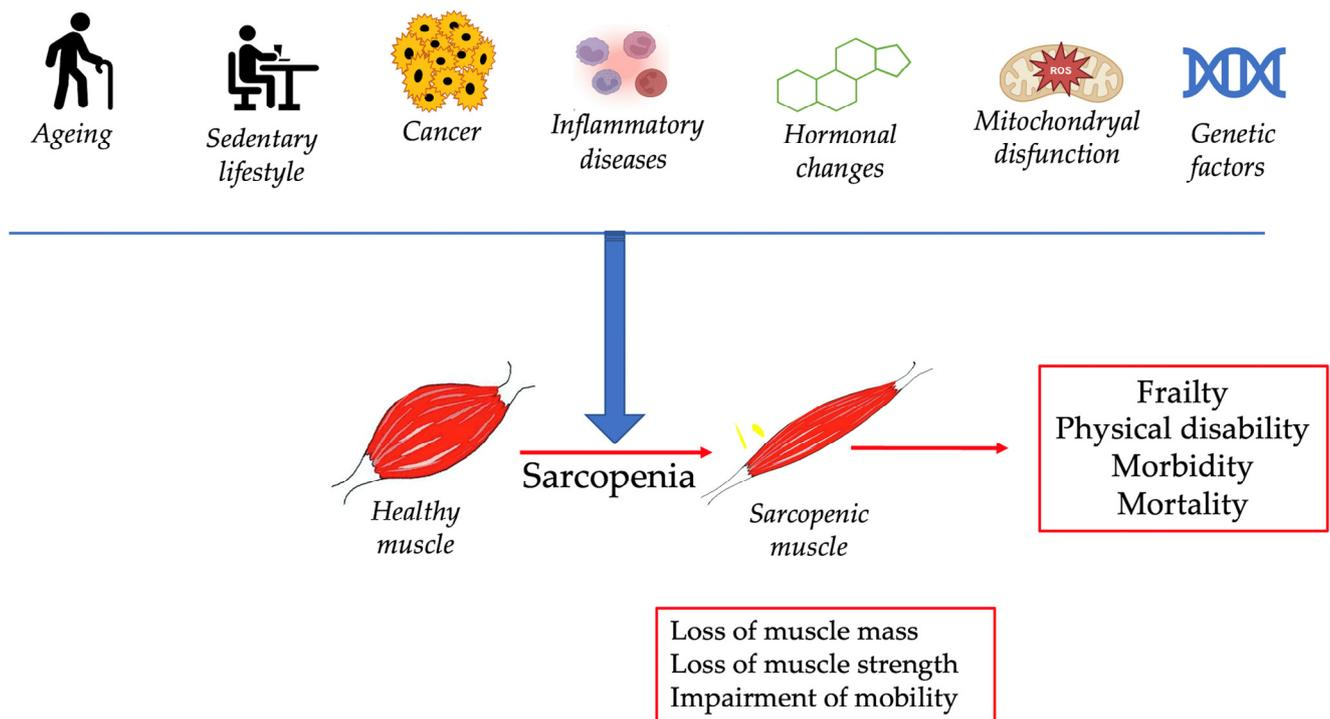 Ageing
Sedentary
lifestyle
Cancer
Inflammatory
diseases
Hormonal
changes
ROS
Mitochondryal
disfunction
Genetic
factors
Sarcopenia
Healthy
muscle
Sarcopenic
muscle
Frailty
Physical disability
Morbidity
Mortality
Loss of muscle mass
Loss of muscle strength
Impairment of mobility